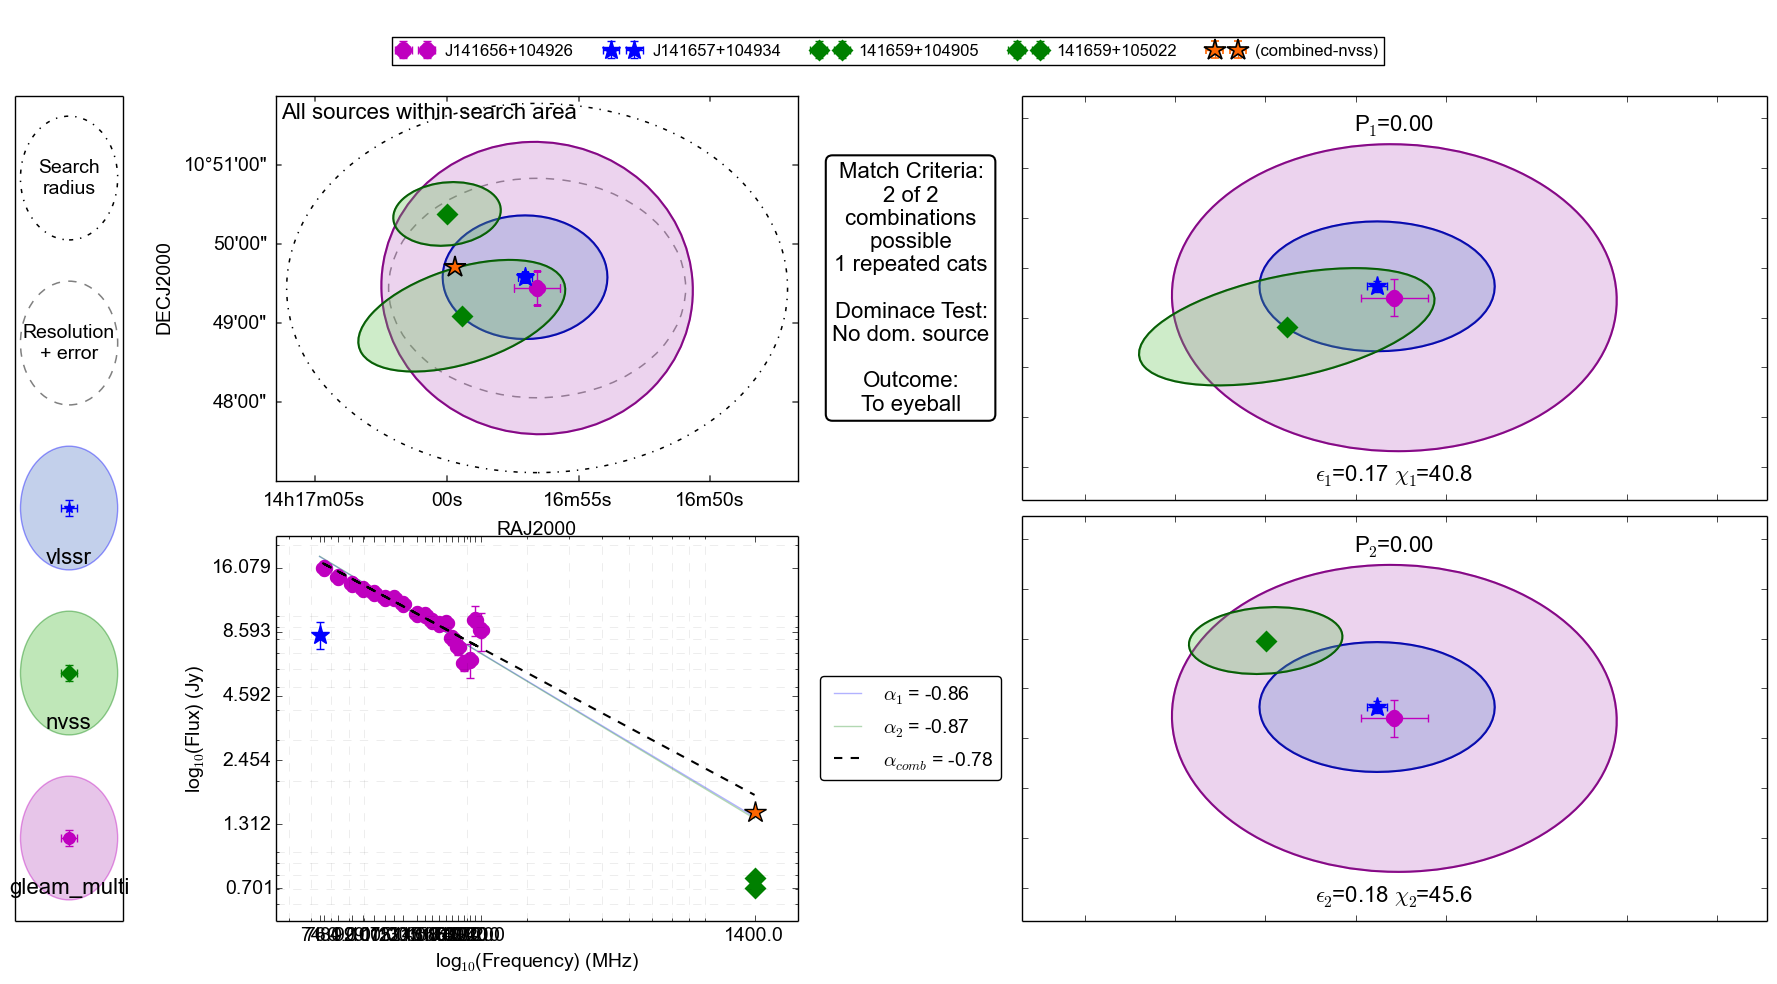 J141656+104926 J141657+104934 141659+104905 141659+105022 (combined-nvss)
Search
radius
Resolution
+ error
vlssr
nvss
gleam_multi
All sources within search area
DECJ2000
10°51'00"
50'00"
49'00"
48'00"
14h17m05s 00s 16m55s 16m50s
RAJ2000
Match Criteria:
2 of 2
combinations
possible
1 repeated cats
Dominace Test:
No dom. source
Outcome:
To eyeball
P1=0.00
ϵ1=0.17 χ1=40.8
log10(Flux) (Jy)
16.079
8.593
4.592
2.454
1.312
0.701
1400.0
log10(Frequency) (MHz)
α1 = -0.86
α2 = -0.87
αcomb = -0.78
P2=0.00
ϵ2=0.18 χ2=45.6